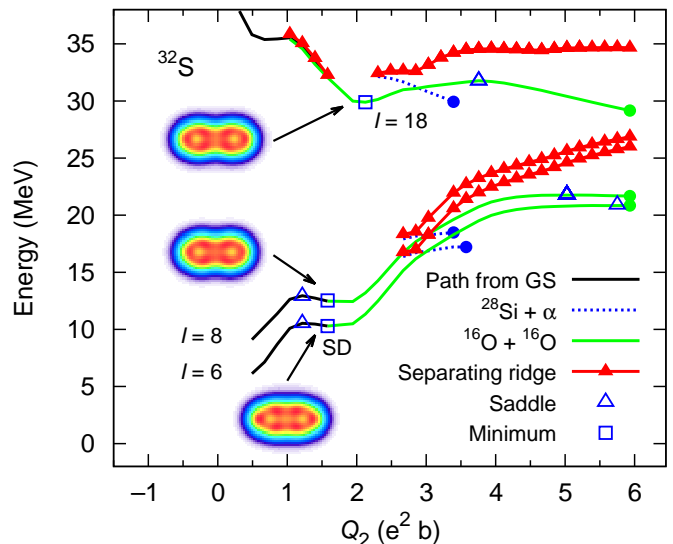 ³²S
I = 18
I = 8
I = 6
SD
Path from GS
²⁸Si + α
¹⁶O + ¹⁶O
Separating ridge
Saddle
Minimum
Energy (MeV)
35
30
25
20
15
10
5
0
−1 0 1 2 3 4 5 6
Q₂ (e² b)